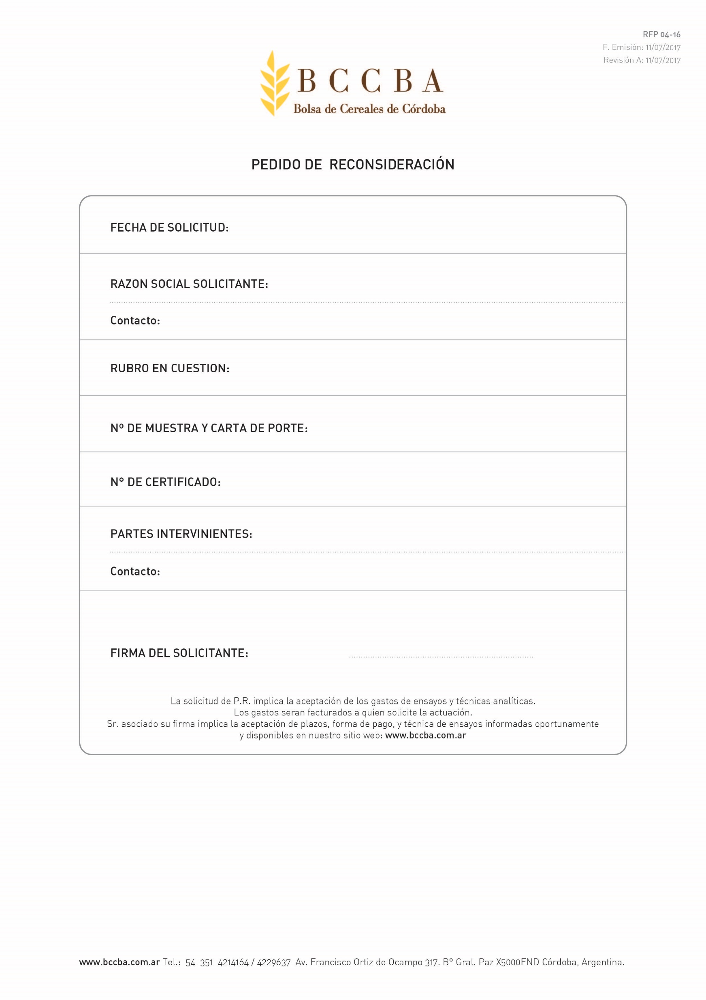 RFP 04-16
F. Emisión: 11/07/2017
Revisión A: 11/07/2017
B C C B A
Bolsa de Cereales de Córdoba
PEDIDO DE RECONSIDERACIÓN
FECHA DE SOLICITUD:
RAZON SOCIAL SOLICITANTE:
Contacto:
RUBRO EN CUESTION:
Nº DE MUESTRA Y CARTA DE PORTE:
N° DE CERTIFICADO:
PARTES INTERVINIENTES:
Contacto:
FIRMA DEL SOLICITANTE:
La solicitud de P.R. implica la aceptación de los gastos de ensayos y técnicas analíticas.
Los gastos seran facturados a quien solicite la actuación.
Sr. asociado su firma implica la aceptación de plazos, forma de pago, y técnica de ensayos informadas oportunamente
y disponibles en nuestro sitio web: www.bccba.com.ar
www.bccba.com.ar Tel.: 54 351 4214164 / 4229637 Av. Francisco Ortiz de Ocampo 317. B° Gral. Paz X5000FND Córdoba, Argentina.